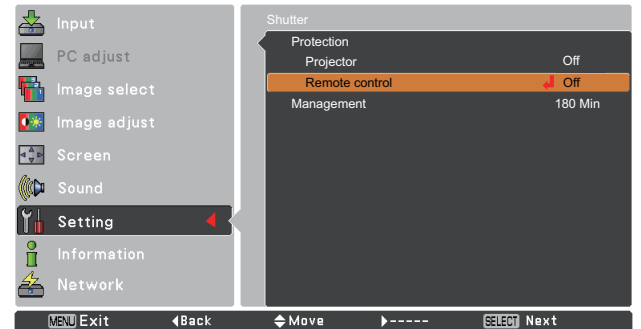 Input
PC adjust
Image select
Image adjust
Screen
Sound
Setting
Information
Network
Shutter
Protection
Projector Off
Remote control Off
Management 180 Min
MENU Exit Back Move ----- SELECT Next